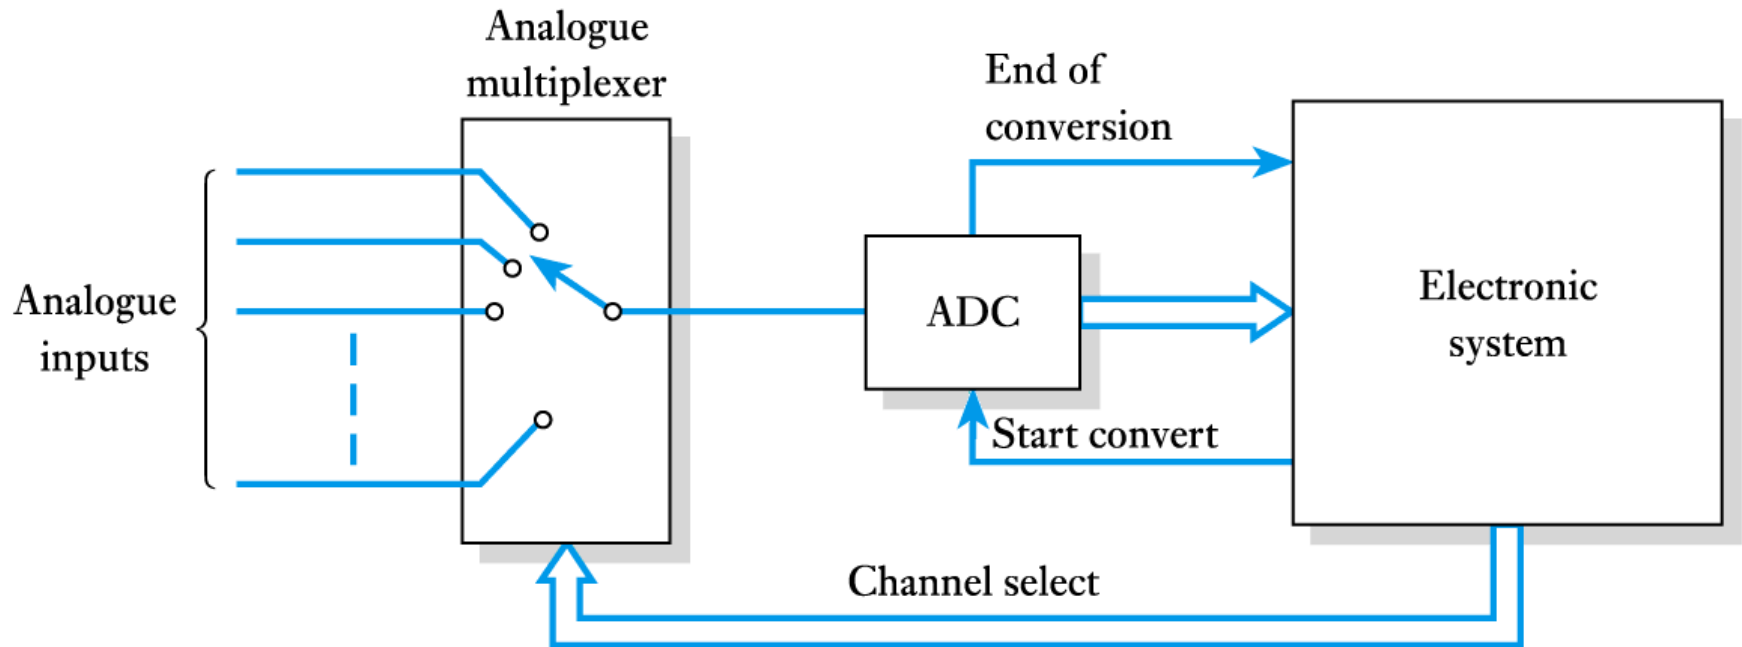 Analogue
multiplexer
End of
conversion
Analogue
inputs
ADC
Electronic
system
Start convert
Channel select